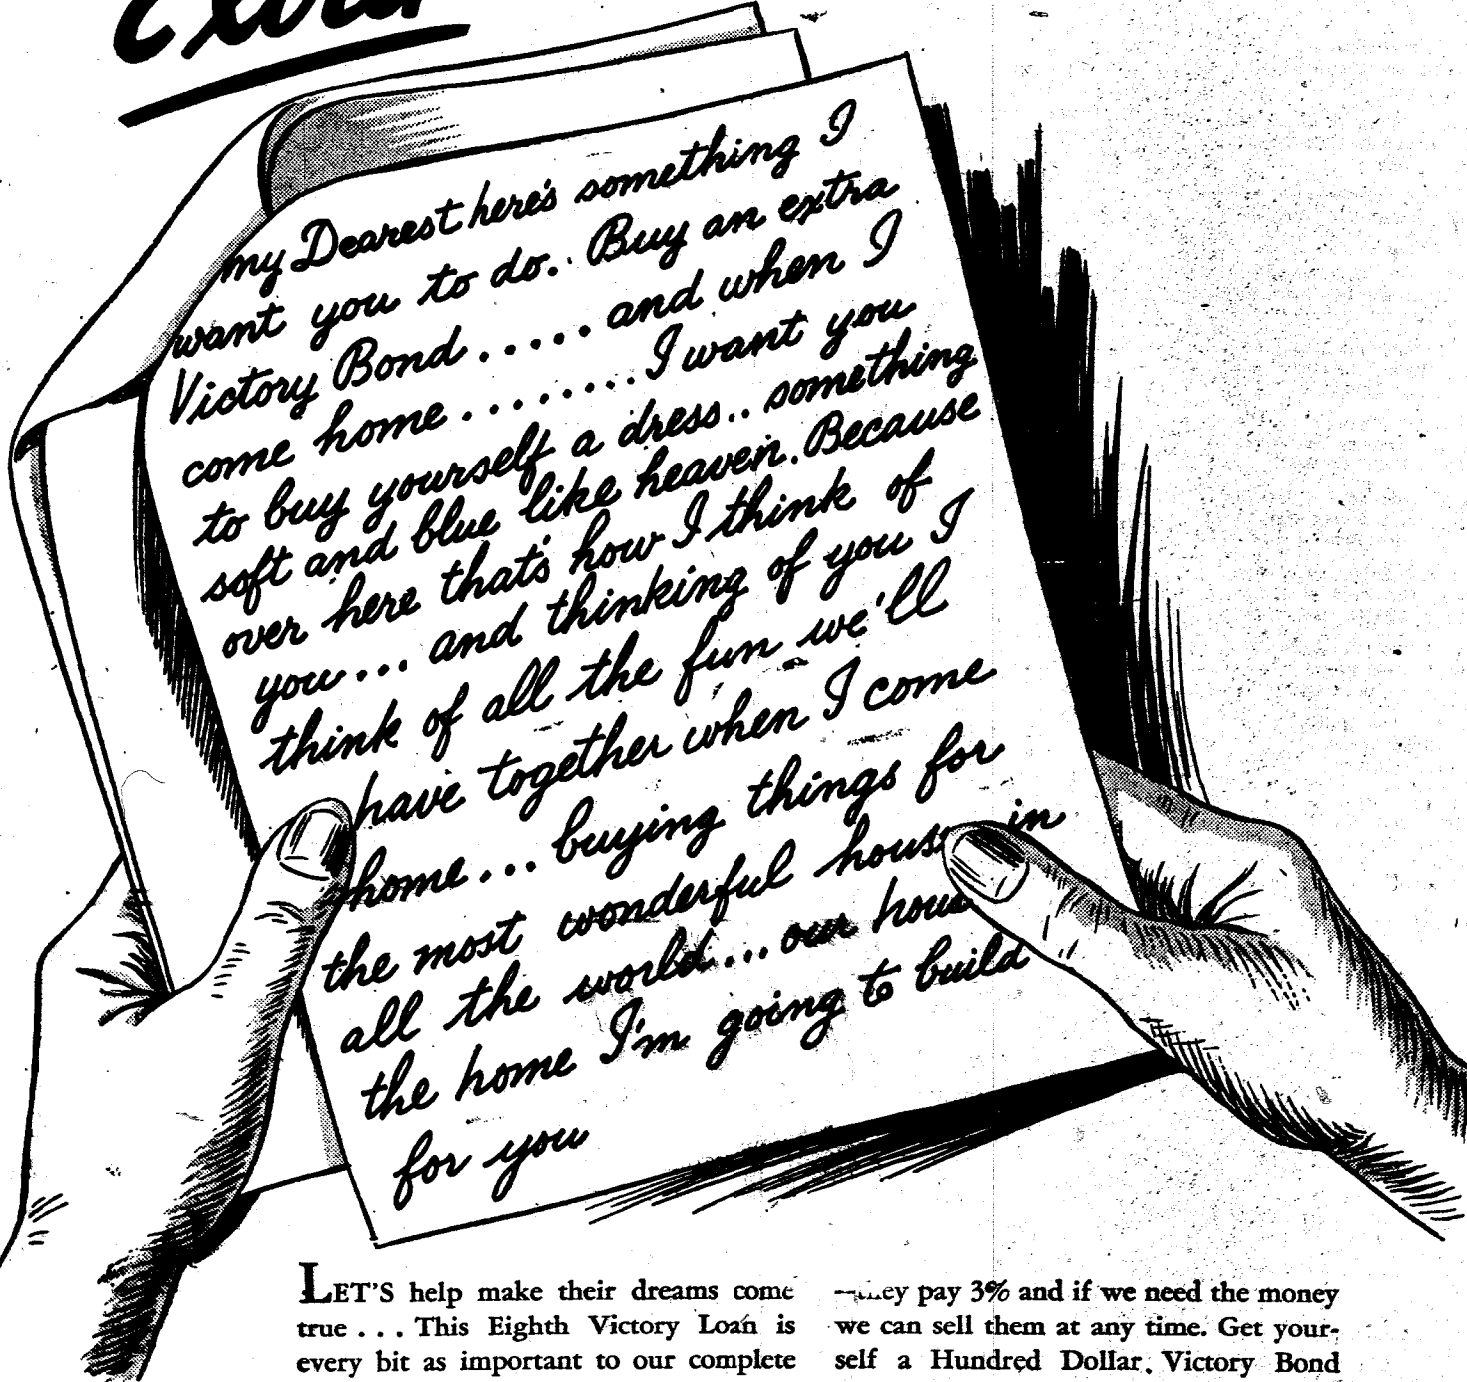 extra
my Dearest here's something I
want you to do. Buy an extra
Victory Bond ..... and when I
come home ........ I want you
to buy yourself a dress.. something
soft and blue like heaven. Because
over here that's how I think of
you... and thinking of you I
think of all the fun we'll
have together when I come
home... buying things for
the most wonderful house in
all the world... our house
the home I'm going to build
for you
LET'S help make their dreams come
true . . . This Eighth Victory Loan is
every bit as important to our complete
—they pay 3% and if we need the money
we can sell them at any time. Get your-
self a Hundred Dollar Victory Bond